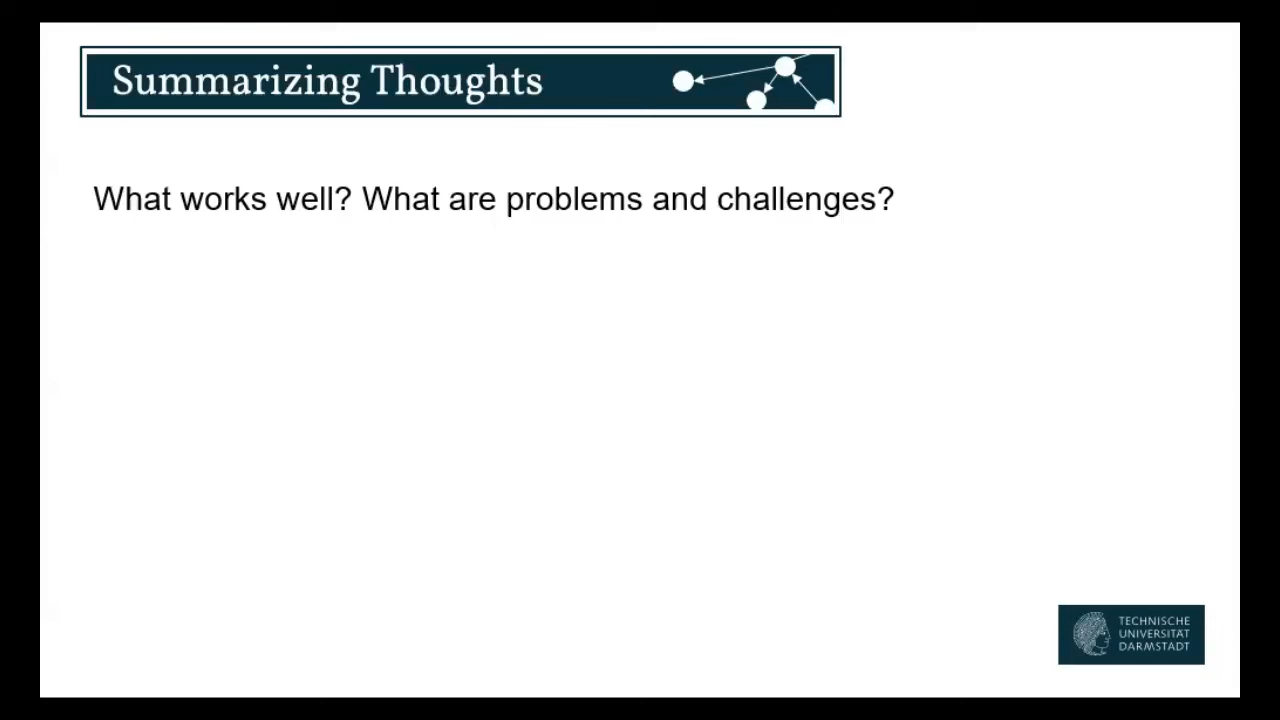 Summarizing Thoughts
What works well? What are problems and challenges?
TECHNISCHE
UNIVERSITÄT
DARMSTADT